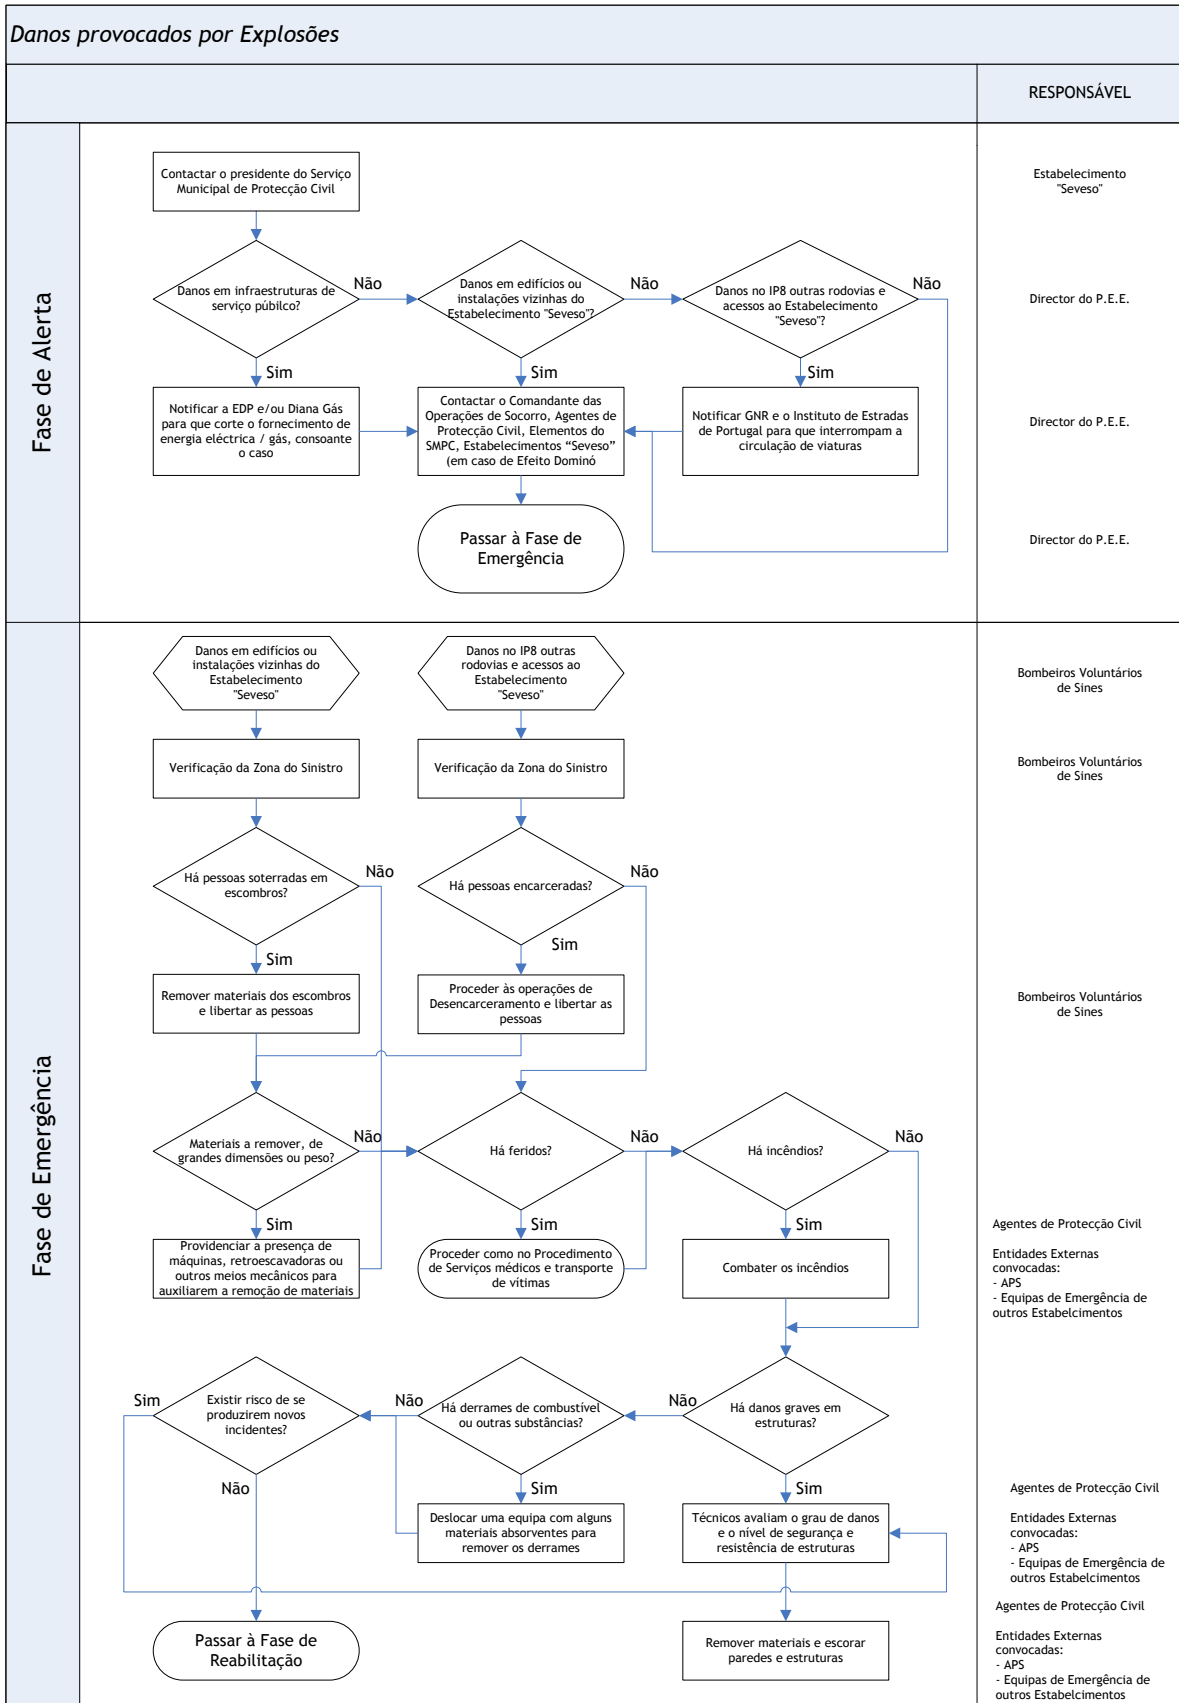 Danos provocados por Explosões
RESPONSÁVEL
Fase de Alerta
Contactar o presidente do Serviço
Municipal de Protecção Civil
Estabelecimento
"Seveso"
Danos em infraestruturas de
serviço púbilco?
Não
Danos em edifícios ou
instalações vizinhas do
Estabelecimento "Seveso"?
Não
Danos no IP8 outras rodovias e
acessos ao Estabelecimento
"Seveso"?
Não
Director do P.E.E.
Sim
Sim
Sim
Notificar a EDP e/ou Diana Gás
para que corte o fornecimento de
energia eléctrica / gás, consoante
o caso
Contactar o Comandante das
Operações de Socorro, Agentes de
Protecção Civil, Elementos do
SMPC, Estabelecimentos “Seveso”
(em caso de Efeito Dominó
Notificar GNR e o Instituto de Estradas
de Portugal para que interrompam a
circulação de viaturas
Director do P.E.E.
Passar à Fase de
Emergência
Director do P.E.E.
Fase de Emergência
Danos em edifícios ou
instalações vizinhas do
Estabelecimento
"Seveso"
Danos no IP8 outras
rodovias e acessos ao
Estabelecimento
"Seveso"
Bombeiros Voluntários
de Sines
Verificação da Zona do Sinistro
Verificação da Zona do Sinistro
Bombeiros Voluntários
de Sines
Há pessoas soterradas em
escombros?
Não
Há pessoas encarceradas?
Não
Sim
Sim
Remover materiais dos escombros
e libertar as pessoas
Proceder às operações de
Desencarceramento e libertar as
pessoas
Bombeiros Voluntários
de Sines
Materiais a remover, de
grandes dimensões ou peso?
Não
Há feridos?
Não
Há incêndios?
Não
Sim
Sim
Sim
Providenciar a presença de
máquinas, retroescavadoras ou
outros meios mecânicos para
auxiliarem a remoção de materiais
Proceder como no Procedimento
de Serviços médicos e transporte
de vítimas
Combater os incêndios
Agentes de Protecção Civil
Entidades Externas
convocadas:
- APS
- Equipas de Emergência de
outros Estabelcimentos
Sim
Existir risco de se
produzirem novos
incidentes?
Não
Há derrames de combustível
ou outras substâncias?
Não
Há danos graves em
estruturas?
Não
Sim
Sim
Deslocar uma equipa com alguns
materiais absorventes para
remover os derrames
Técnicos avaliam o grau de danos
e o nível de segurança e
resistência de estruturas
Agentes de Protecção Civil
Entidades Externas
convocadas:
- APS
- Equipas de Emergência de
outros Estabelcimentos
Passar à Fase de
Reabilitação
Remover materiais e escorar
paredes e estruturas
Agentes de Protecção Civil
Entidades Externas
convocadas:
- APS
- Equipas de Emergência de
outros Estabelcimentos